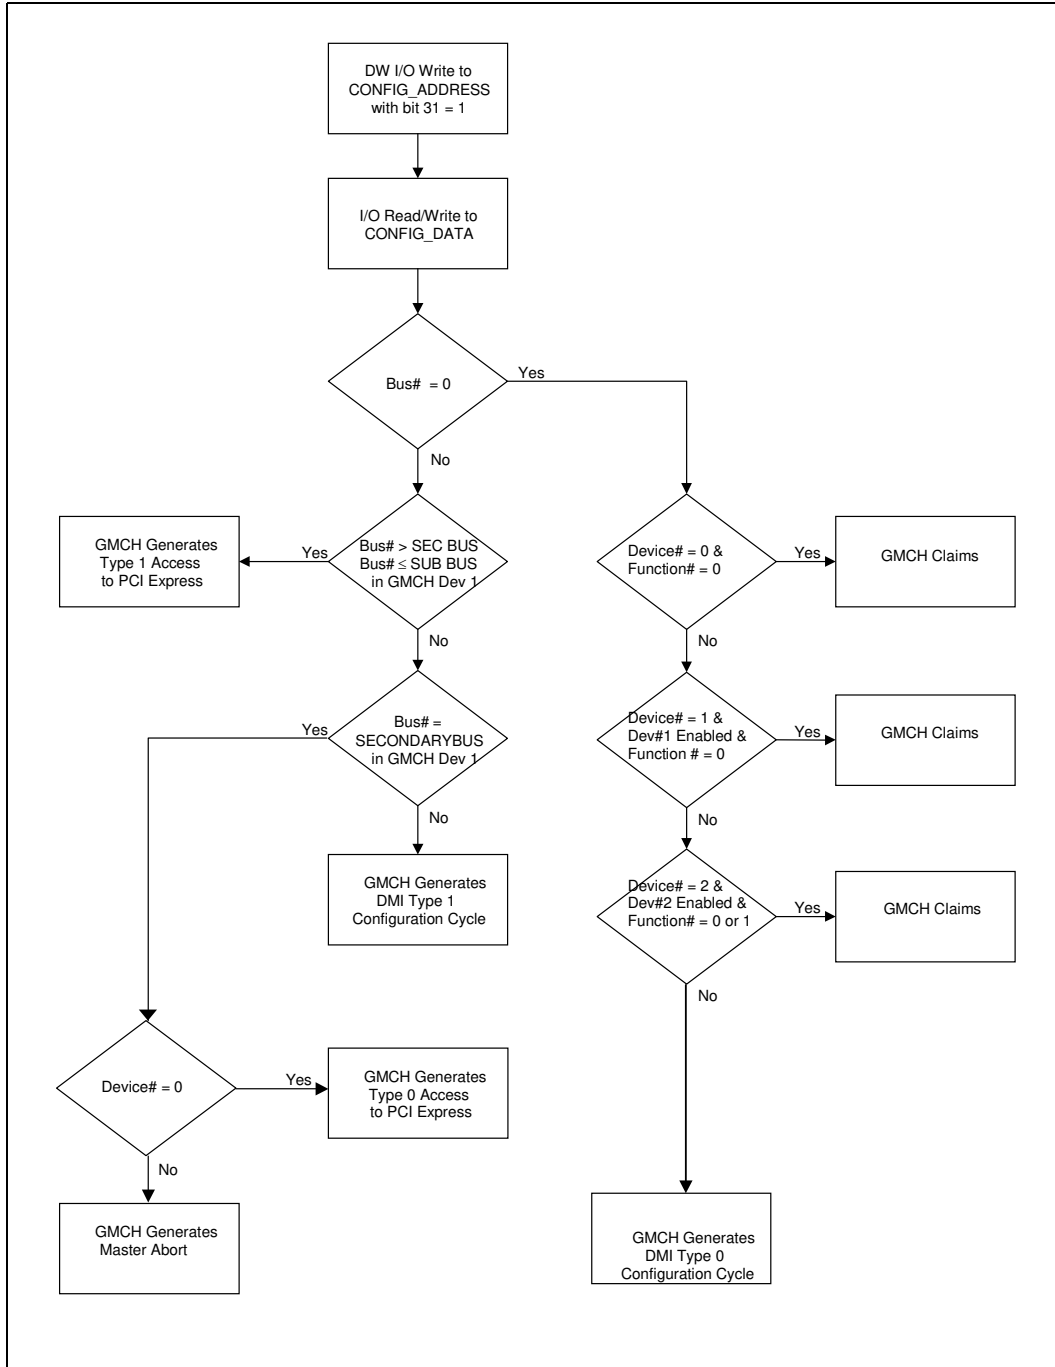 DW I/O Write to
CONFIG_ADDRESS
with bit 31 = 1
I/O Read/Write to
CONFIG_DATA
Bus# = 0
Yes
No
Bus# > SEC BUS
Bus# ≤ SUB BUS
in GMCH Dev 1
Yes
GMCH Generates
Type 1 Access
to PCI Express
No
Device# = 0 &
Function# = 0
Yes
GMCH Claims
No
Bus# =
SECONDARYBUS
in GMCH Dev 1
Yes
No
Device# = 1 &
Dev#1 Enabled &
Function # = 0
Yes
GMCH Claims
No
GMCH Generates
DMI Type 1
Configuration Cycle
Device# = 2 &
Dev#2 Enabled &
Function# = 0 or 1
Yes
GMCH Claims
No
Device# = 0
Yes
GMCH Generates
Type 0 Access
to PCI Express
No
GMCH Generates
Master Abort
GMCH Generates
DMI Type 0
Configuration Cycle